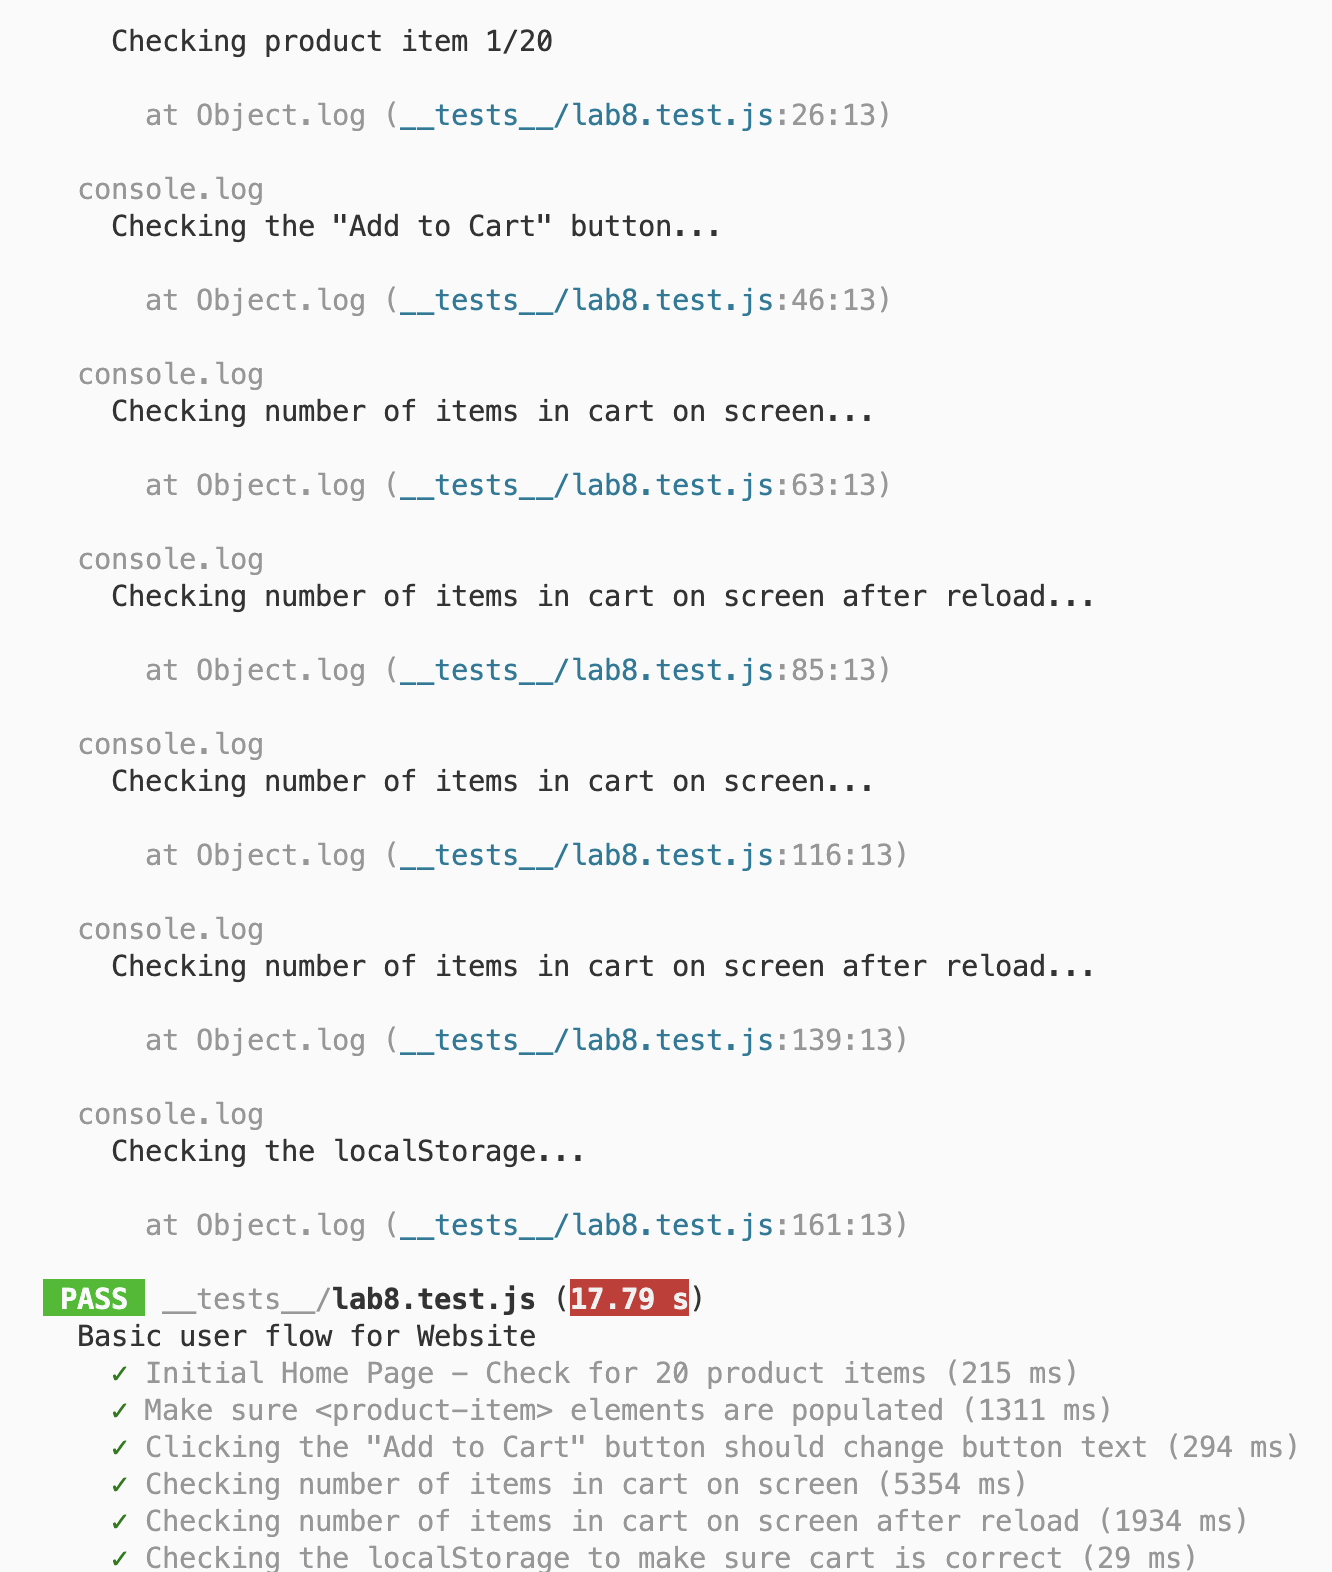 Checking product item 1/20
at Object.log (__tests__/lab8.test.js:26:13)
console.log
Checking the "Add to Cart" button...
at Object.log (__tests__/lab8.test.js:46:13)
console.log
Checking number of items in cart on screen...
at Object.log (__tests__/lab8.test.js:63:13)
console.log
Checking number of items in cart on screen after reload...
at Object.log (__tests__/lab8.test.js:85:13)
console.log
Checking number of items in cart on screen...
at Object.log (__tests__/lab8.test.js:116:13)
console.log
Checking number of items in cart on screen after reload...
at Object.log (__tests__/lab8.test.js:139:13)
console.log
Checking the localStorage...
at Object.log (__tests__/lab8.test.js:161:13)
PASS __tests__/lab8.test.js (17.79 s)
Basic user flow for Website
✓ Initial Home Page – Check for 20 product items (215 ms)
✓ Make sure <product-item> elements are populated (1311 ms)
✓ Clicking the "Add to Cart" button should change button text (294 ms)
✓ Checking number of items in cart on screen (5354 ms)
✓ Checking number of items in cart on screen after reload (1934 ms)
✓ Checking the localStorage to make sure cart is correct (29 ms)